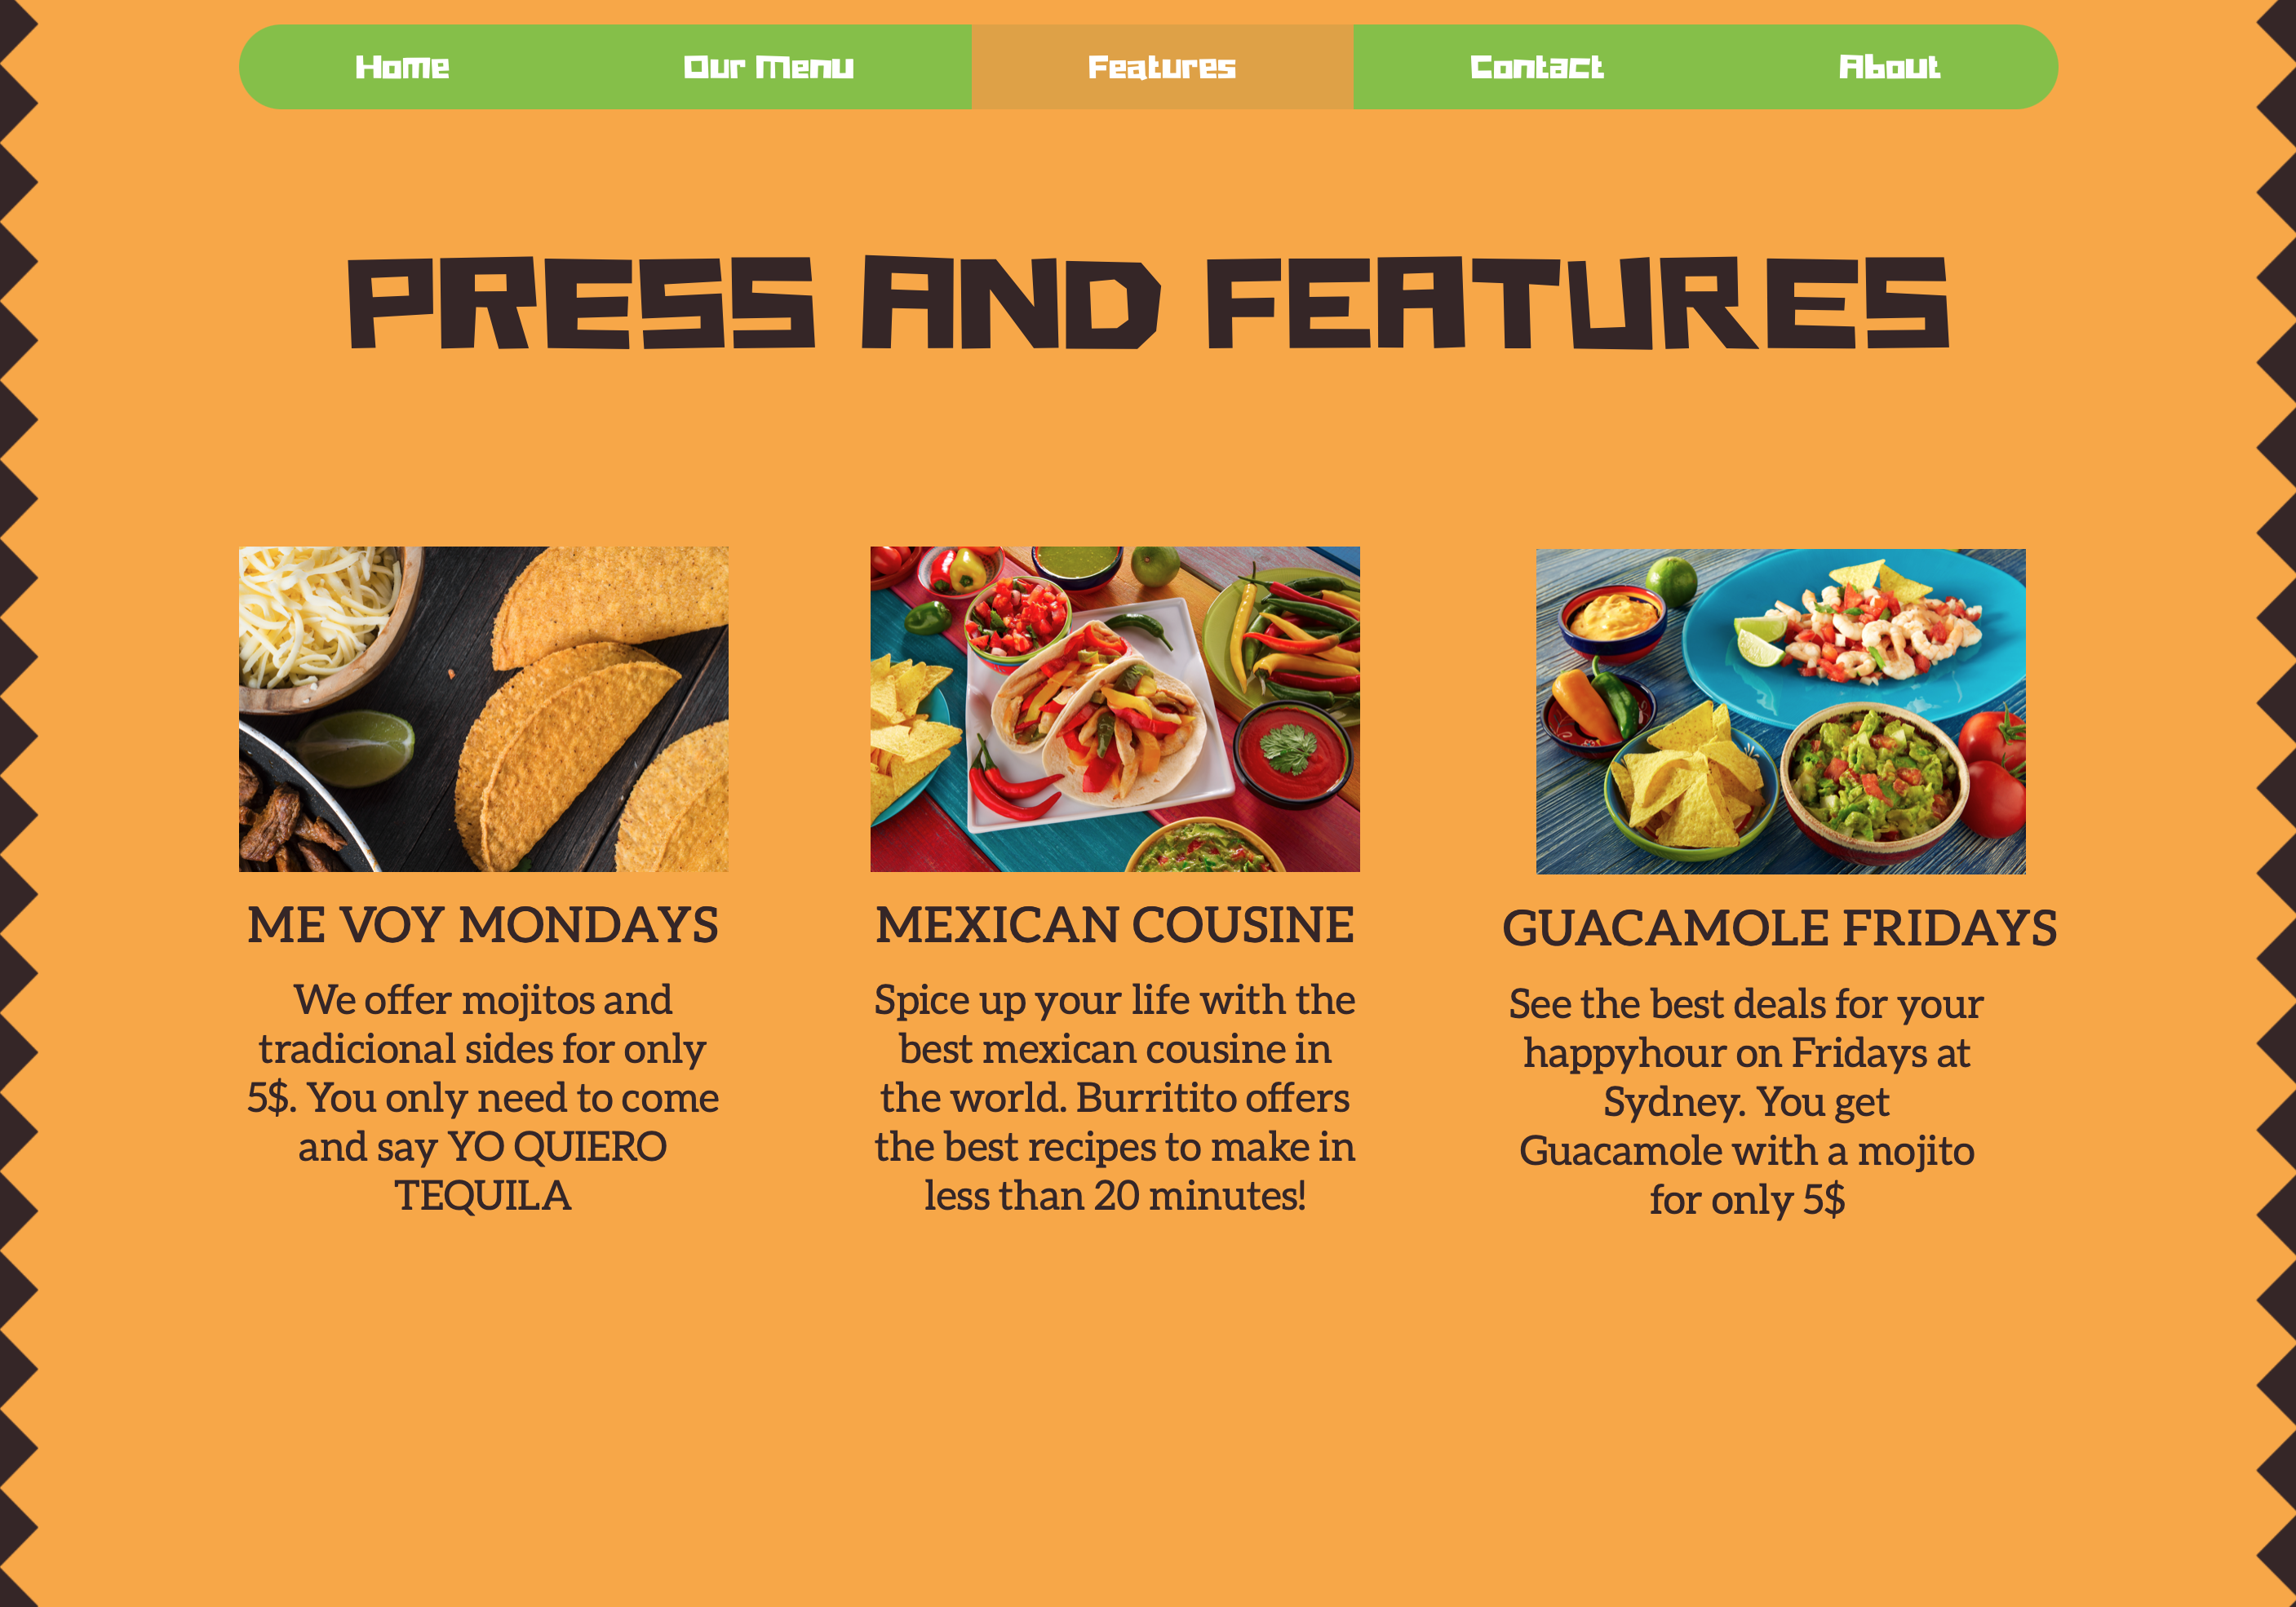 Home Our Menu Features Contact About
PRESS AND FEATURES
ME VOY MONDAYS
We offer mojitos and
tradicional sides for only
5$. You only need to come
and say YO QUIERO
TEQUILA
MEXICAN COUSINE
Spice up your life with the
best mexican cousine in
the world. Burritito offers
the best recipes to make in
less than 20 minutes!
GUACAMOLE FRIDAYS
See the best deals for your
happyhour on Fridays at
Sydney. You get
Guacamole with a mojito
for only 5$